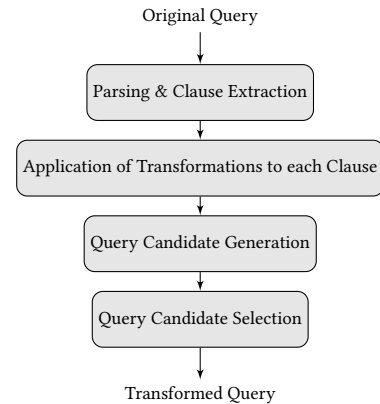 Original Query
Parsing & Clause Extraction
Application of Transformations to each Clause
Query Candidate Generation
Query Candidate Selection
Transformed Query